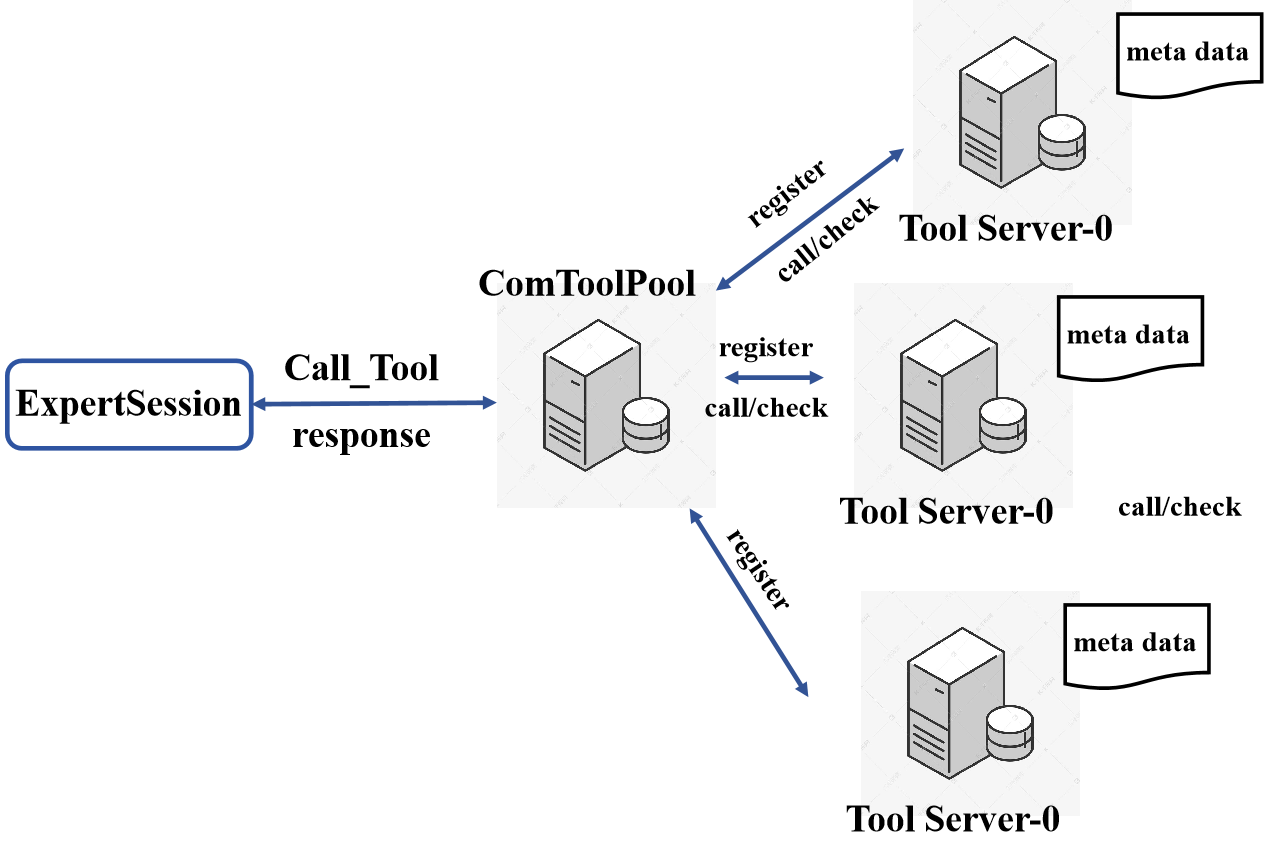 meta data
register
call/check
Tool Server-0
ComToolPool
meta data
register
call/check
Call_Tool
ExpertSession
response
Tool Server-0
call/check
register
meta data
Tool Server-0